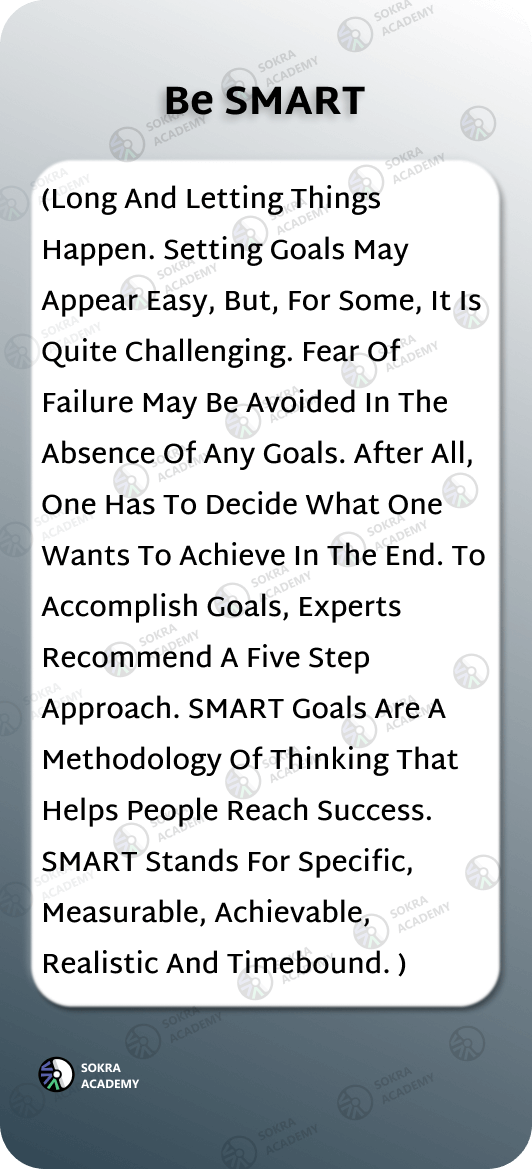 Be SMART
(Long And Letting Things
Happen. Setting Goals May
Appear Easy, But, For Some, It Is
Quite Challenging. Fear Of
Failure May Be Avoided In The
Absence Of Any Goals. After All,
One Has To Decide What One
Wants To Achieve In The End. To
Accomplish Goals, Experts
Recommend A Five Step
Approach. SMART Goals Are A
Methodology Of Thinking That
Helps People Reach Success.
SMART Stands For Specific,
Measurable, Achievable,
Realistic And Timebound. )
SOKRA
ACADEMY